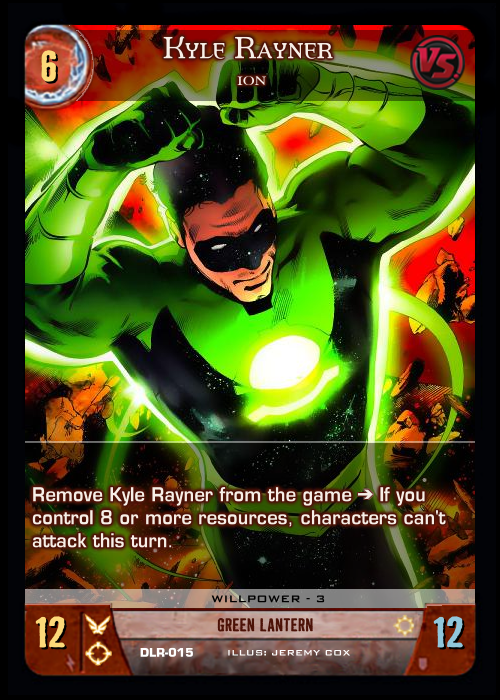 6
KYLE RAYNER
ION
VS
Remove Kyle Rayner from the game ➔ If you
control 8 or more resources, characters can't
attack this turn.
WILLPOWER - 3
12
GREEN LANTERN
12
DLR-015
ILLUS: JEREMY COX